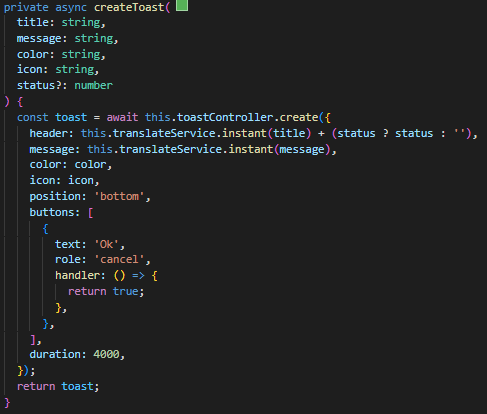 private async createToast(
  title: string,
  message: string,
  color: string,
  icon: string,
  status?: number
) {
  const toast = await this.toastController.create({
    header: this.translateService.instant(title) + (status ? status : ''),
    message: this.translateService.instant(message),
    color: color,
    icon: icon,
    position: 'bottom',
    buttons: [
      {
        text: 'Ok',
        role: 'cancel',
        handler: () => {
          return true;
        },
      },
    ],
    duration: 4000,
  });
  return toast;
}